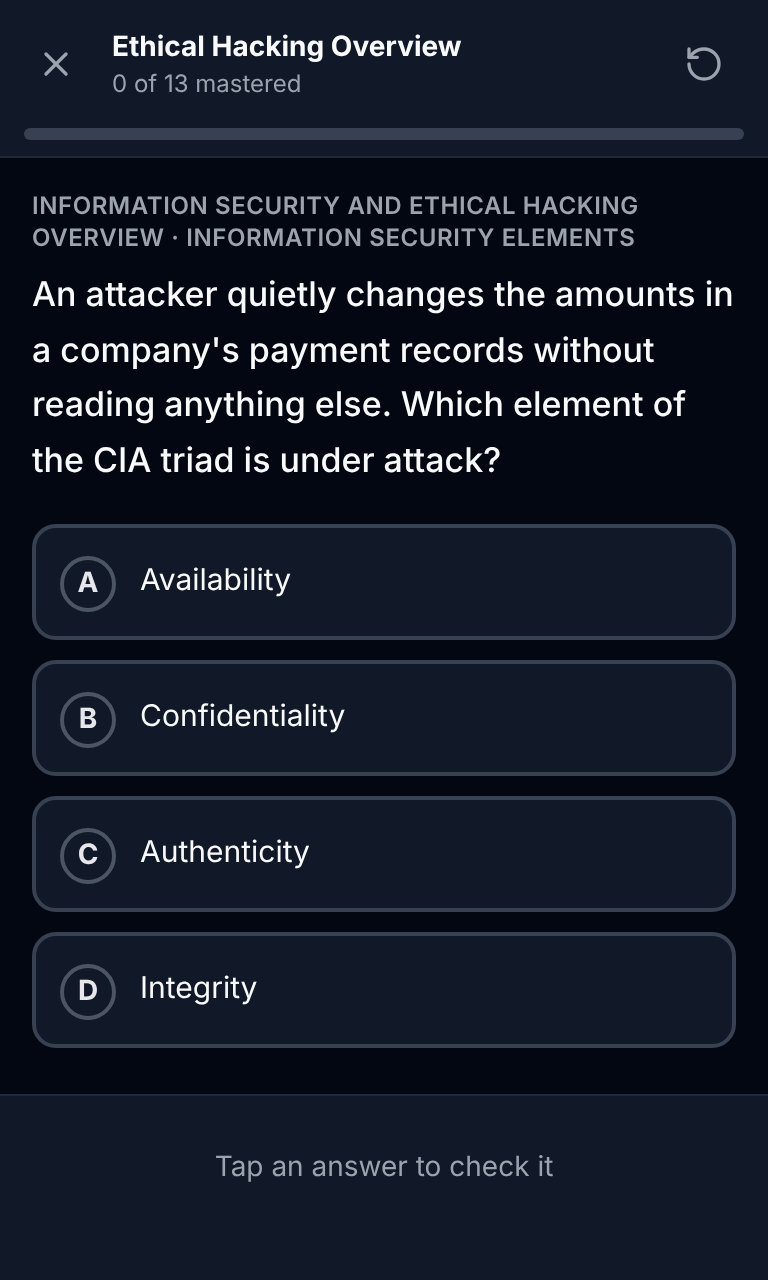 Ethical Hacking Overview
0 of 13 mastered
INFORMATION SECURITY AND ETHICAL HACKING
OVERVIEW · INFORMATION SECURITY ELEMENTS
An attacker quietly changes the amounts in
a company's payment records without
reading anything else. Which element of
the CIA triad is under attack?
A Availability
B Confidentiality
C Authenticity
D Integrity
Tap an answer to check it